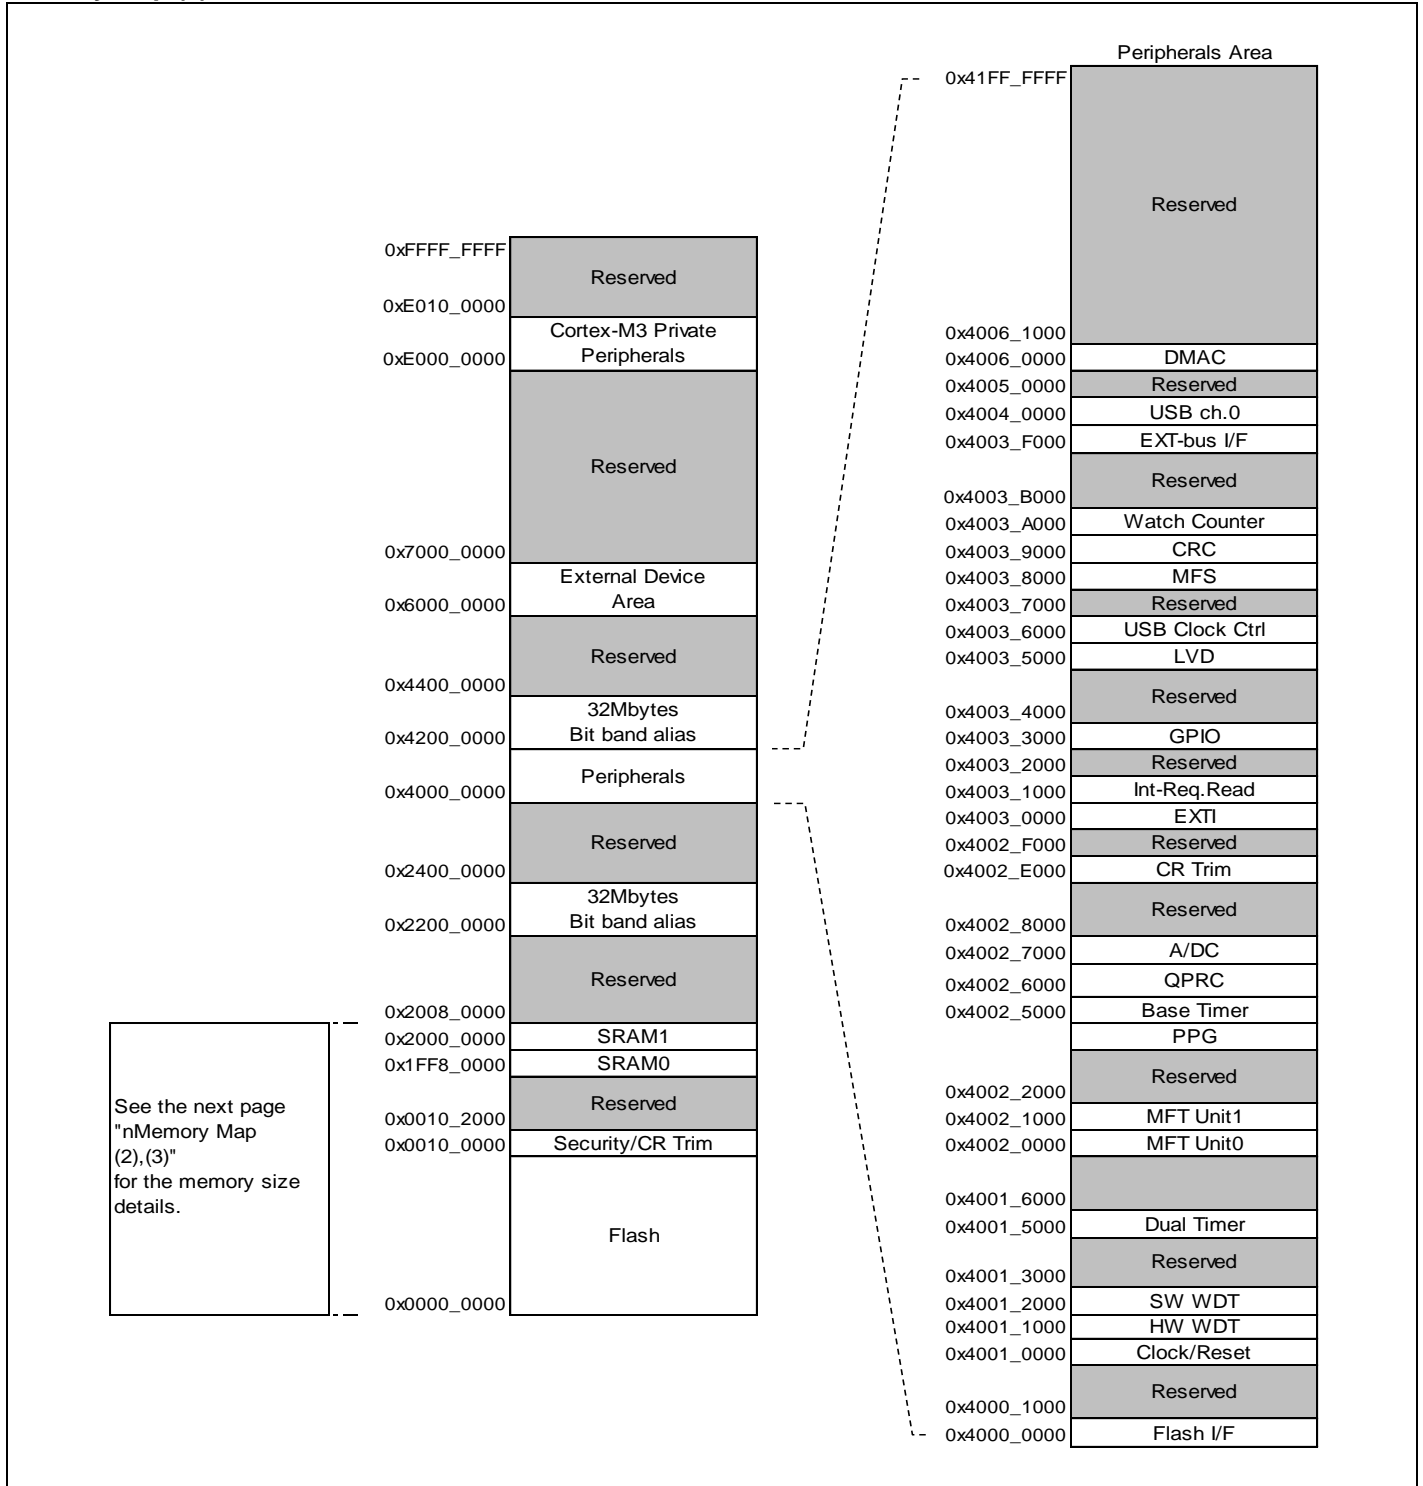 0xFFFF_FFFF
Reserved
0xE010_0000
Cortex-M3 Private
0xE000_0000 Peripherals
Reserved
0x7000_0000
External Device
0x6000_0000 Area
Reserved
0x4400_0000
32Mbytes
0x4200_0000 Bit band alias
Peripherals
0x4000_0000
Reserved
0x2400_0000
32Mbytes
0x2200_0000 Bit band alias
Reserved
0x2008_0000
0x2000_0000 SRAM1
0x1FF8_0000 SRAM0
Reserved
0x0010_2000
0x0010_0000 Security/CR Trim
Flash
0x0000_0000
See the next page
"nMemory Map
(2),(3)"
for the memory size
details.
Peripherals Area
0x41FF_FFFF
Reserved
0x4006_1000
0x4006_0000 DMAC
0x4005_0000 Reserved
0x4004_0000 USB ch.0
0x4003_F000 EXT-bus I/F
Reserved
0x4003_B000
0x4003_A000 Watch Counter
0x4003_9000 CRC
0x4003_8000 MFS
0x4003_7000 Reserved
0x4003_6000 USB Clock Ctrl
0x4003_5000 LVD
Reserved
0x4003_4000
0x4003_3000 GPIO
0x4003_2000 Reserved
0x4003_1000 Int-Req.Read
0x4003_0000 EXTI
0x4002_F000 Reserved
0x4002_E000 CR Trim
Reserved
0x4002_8000
0x4002_7000 A/DC
0x4002_6000 QPRC
0x4002_5000 Base Timer
PPG
Reserved
0x4002_2000
0x4002_1000 MFT Unit1
0x4002_0000 MFT Unit0
0x4001_6000
0x4001_5000 Dual Timer
Reserved
0x4001_3000
0x4001_2000 SW WDT
0x4001_1000 HW WDT
0x4001_0000 Clock/Reset
Reserved
0x4000_1000
0x4000_0000 Flash I/F